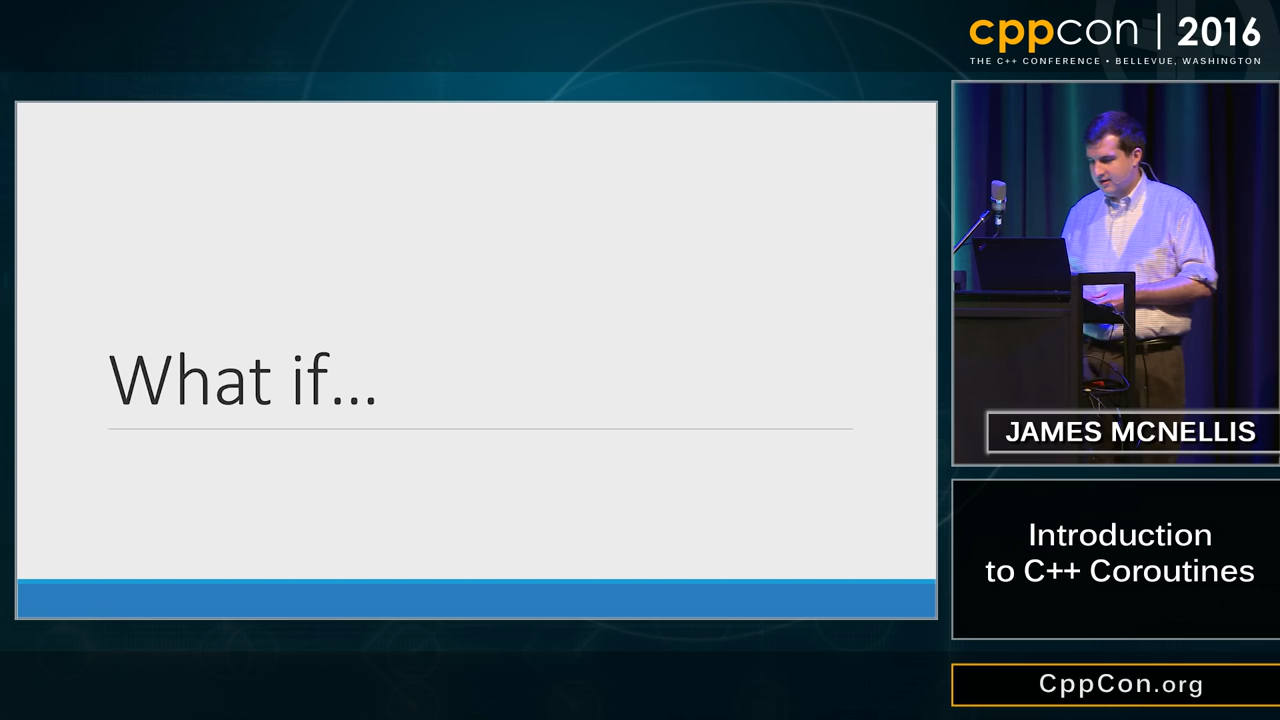 cppcon | 2016
THE C++ CONFERENCE • BELLEVUE, WASHINGTON
What if...
JAMES MCNELLIS
Introduction
to C++ Coroutines
CppCon.org